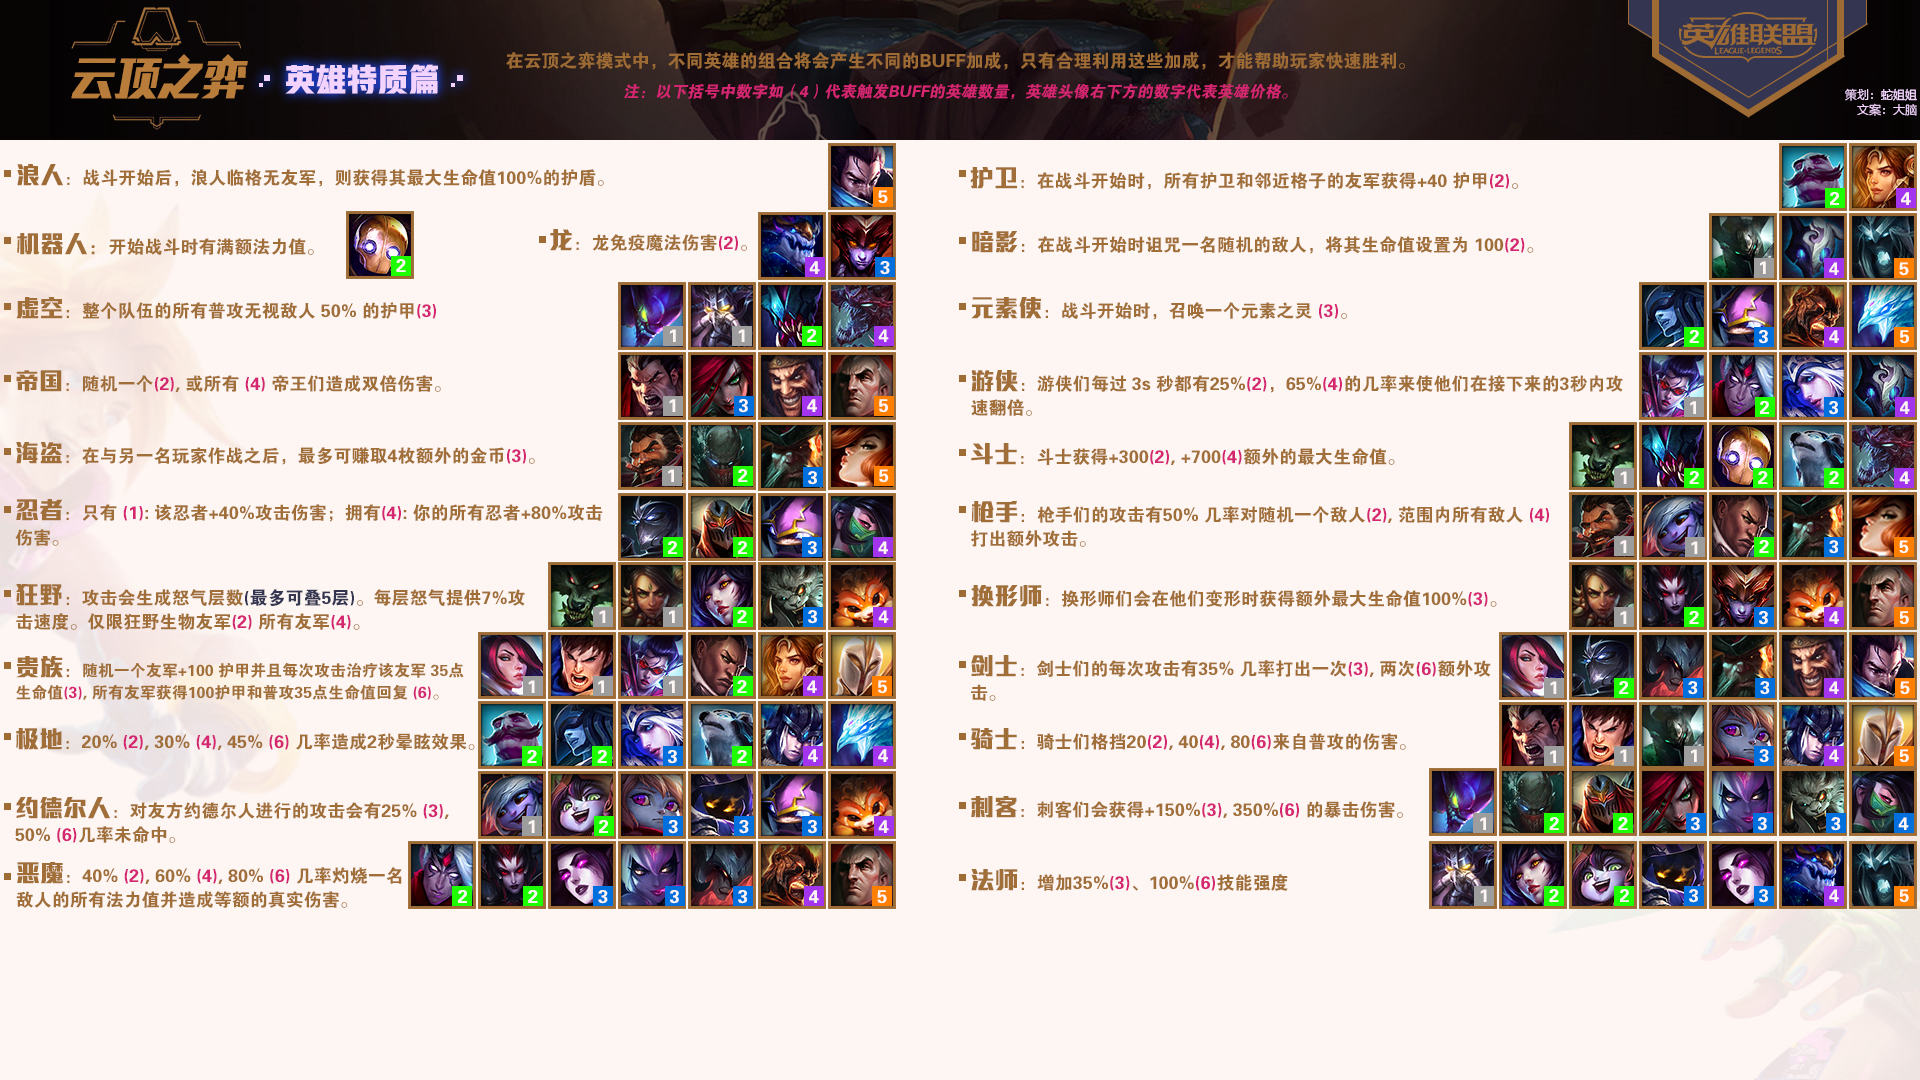 云顶之弈
·英雄特质篇·
在云顶之弈模式中，不同英雄的组合将会产生不同的BUFF加成，只有合理利用这些加成，才能帮助玩家快速胜利。
注：以下括号中数字如（4）代表触发BUFF的英雄数量，英雄头像右下方的数字代表英雄价格。
英雄联盟
LEAGUE·LEGENDS
策划：蛇姐姐
文案：大脑
浪人：战斗开始后，浪人临格无友军，则获得其最大生命值100%的护盾。
5
机器人：开始战斗时有满额法力值。
2
龙：龙免疫魔法伤害(2)。
4 3
虚空：整个队伍的所有普攻无视敌人 50% 的护甲(3)
1 1 2 4
帝国：随机一个(2), 或所有 (4) 帝王们造成双倍伤害。
1 3 4 5
海盗：在与另一名玩家作战之后，最多可赚取4枚额外的金币(3)。
1 2 3 5
忍者：只有 (1): 该忍者+40%攻击伤害；拥有(4): 你的所有忍者+80%攻击
伤害。
2 2 3 4
狂野：攻击会生成怒气层数(最多可叠5层)。每层怒气提供7%攻
击速度。仅限狂野生物友军(2) 所有友军(4)。
1 1 2 3 4
贵族：随机一个友军+100 护甲并且每次攻击治疗该友军 35点
生命值(3), 所有友军获得100护甲和普攻35点生命值回复 (6)。
1 1 1 2 4 5
极地：20% (2), 30% (4), 45% (6) 几率造成2秒晕眩效果。
2 2 3 2 4 4
约德尔人：对友方约德尔人进行的攻击会有25% (3),
50% (6)几率未命中。
1 2 3 3 3 4
恶魔：40% (2), 60% (4), 80% (6) 几率灼烧一名
敌人的所有法力值并造成等额的真实伤害。
2 2 3 3 3 4 5
护卫：在战斗开始时，所有护卫和邻近格子的友军获得+40 护甲(2)。
2 4
暗影：在战斗开始时诅咒一名随机的敌人，将其生命值设置为 100(2)。
1 4 5
元素使：战斗开始时，召唤一个元素之灵 (3)。
2 3 4 5
游侠：游侠们每过 3s 秒都有25%(2)，65%(4)的几率来使他们在接下来的3秒内攻
速翻倍。
1 2 3 4
斗士：斗士获得+300(2), +700(4)额外的最大生命值。
1 2 2 2 4
枪手：枪手们的攻击有50% 几率对随机一个敌人(2), 范围内所有敌人 (4)
打出额外攻击。
1 1 2 3 5
换形师：换形师们会在他们变形时获得额外最大生命值100%(3)。
1 2 3 4 5
剑士：剑士们的每次攻击有35% 几率打出一次(3), 两次(6)额外攻
击。
1 2 3 3 4 5
骑士：骑士们格挡20(2), 40(4), 80(6)来自普攻的伤害。
1 1 1 3 4 5
刺客：刺客们会获得+150%(3), 350%(6) 的暴击伤害。
1 2 2 3 3 3 4
法师：增加35%(3)、100%(6)技能强度
1 2 2 3 3 4 5